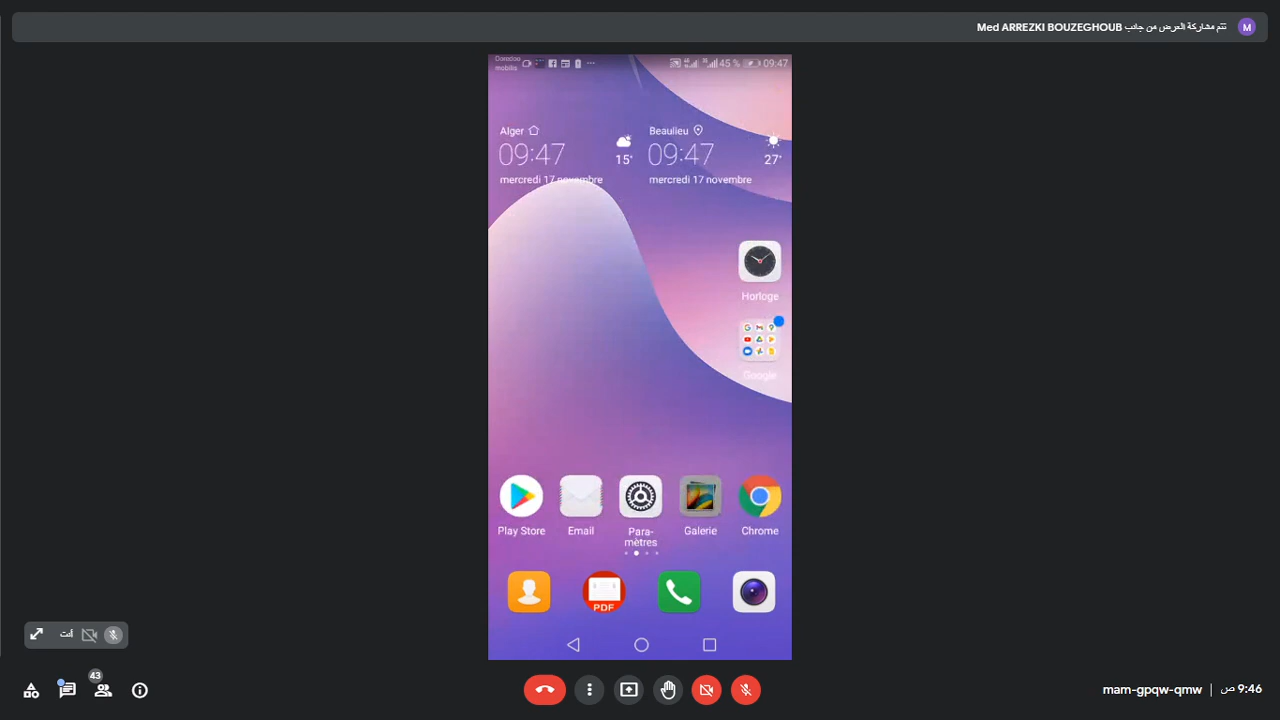 تتم مشاركة العرض من جانب Med ARREZKI BOUZEGHOUB
M
Ooredoo
mobilis
45 % 09:47
Alger
09:47
15°
mercredi 17 novembre
Beaulieu
09:47
27°
mercredi 17 novembre
Horloge
Google
Play Store
Email
Para-
mètres
Galerie
Chrome
PDF
أنت
43
mam-gpqw-qmw | 9:46 ص